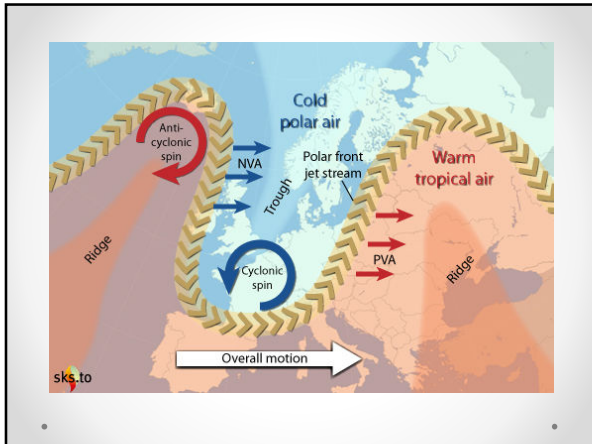 Cold
polar air
Anti-
cyclonic
spin
NVA
Polar front
jet stream
Warm
tropical air
Trough
Ridge
Cyclonic
spin
PVA
Ridge
Overall motion
sks.to